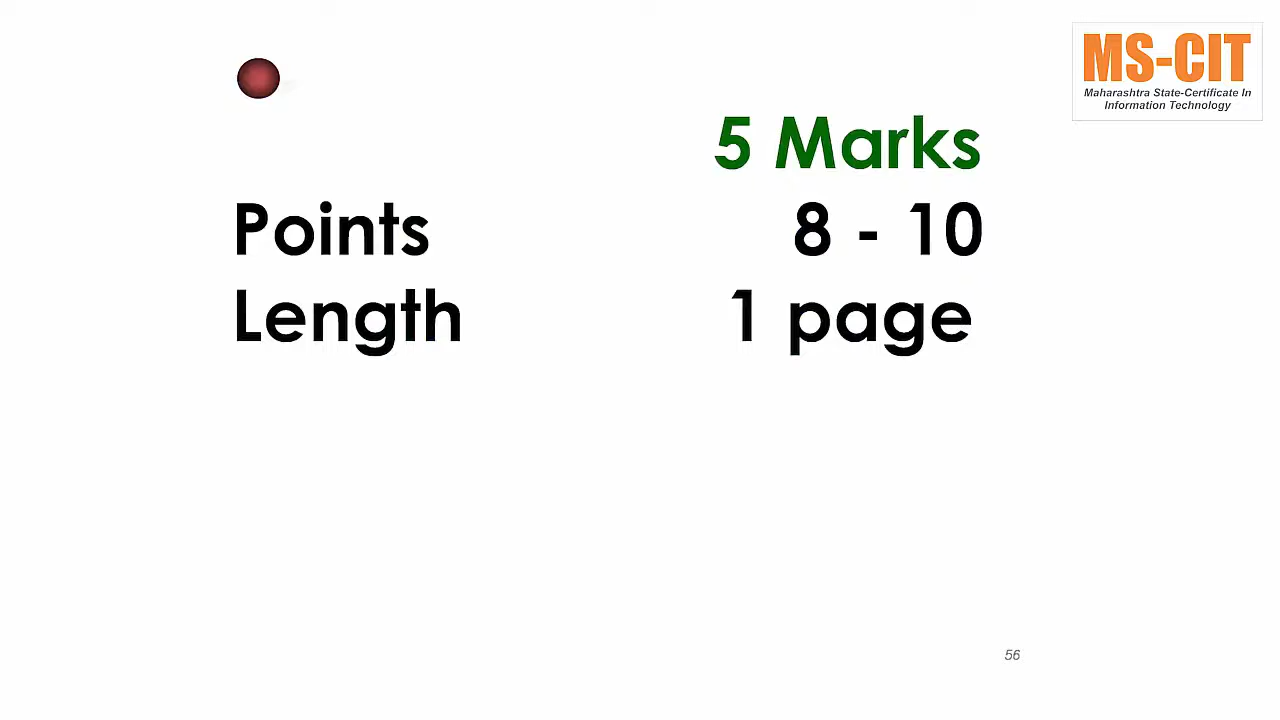 MS-CIT
Maharashtra State-Certificate In
Information Technology
5 Marks
Points 8 - 10
Length 1 page
56